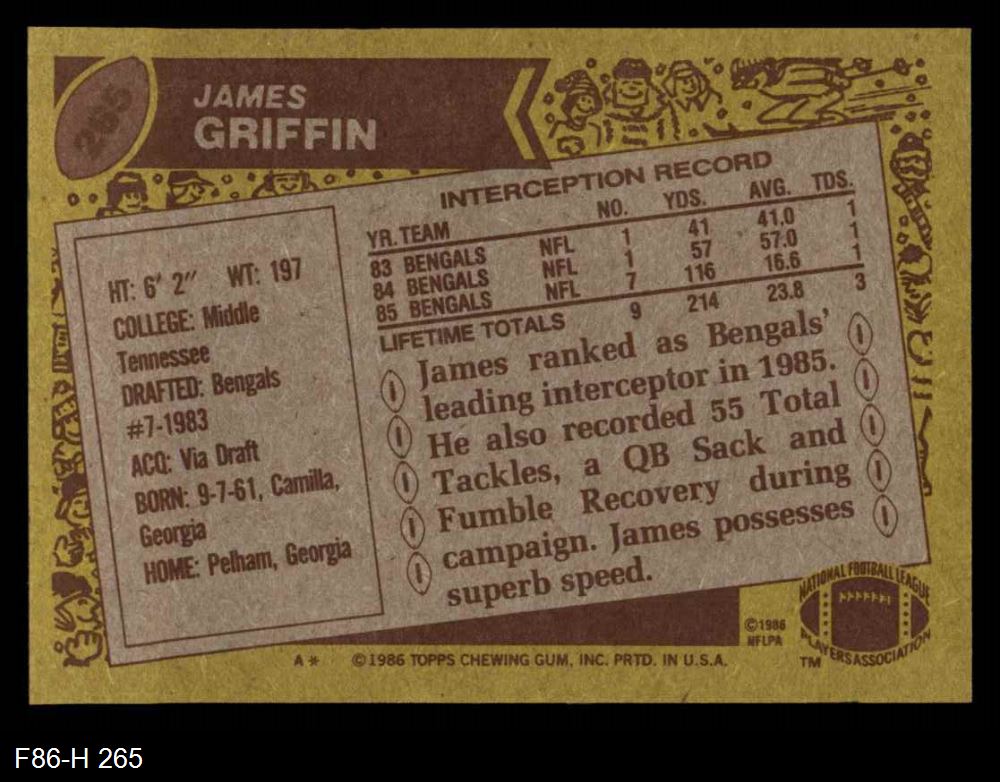 265
JAMES
GRIFFIN
INTERCEPTION RECORD
YR. TEAM NO. YDS. AVG. TDS.
83 BENGALS NFL 1 41 41.0 1
84 BENGALS NFL 1 57 57.0 1
85 BENGALS NFL 7 116 16.6 1
LIFETIME TOTALS 9 214 23.8 3
HT: 6' 2" WT: 197
COLLEGE: Middle
Tennessee
DRAFTED: Bengals
#7-1983
ACQ: Via Draft
BORN: 9-7-61, Camilla,
Georgia
HOME: Pelham, Georgia
James ranked as Bengals'
leading interceptor in 1985.
He also recorded 55 Total
Tackles, a QB Sack and
Fumble Recovery during
campaign. James possesses
superb speed.
©1986
NFLPA
NATIONAL FOOTBALL LEAGUE
PLAYERS ASSOCIATION
TM
A* ©1986 TOPPS CHEWING GUM, INC. PRTD. IN U.S.A.
F86-H 265